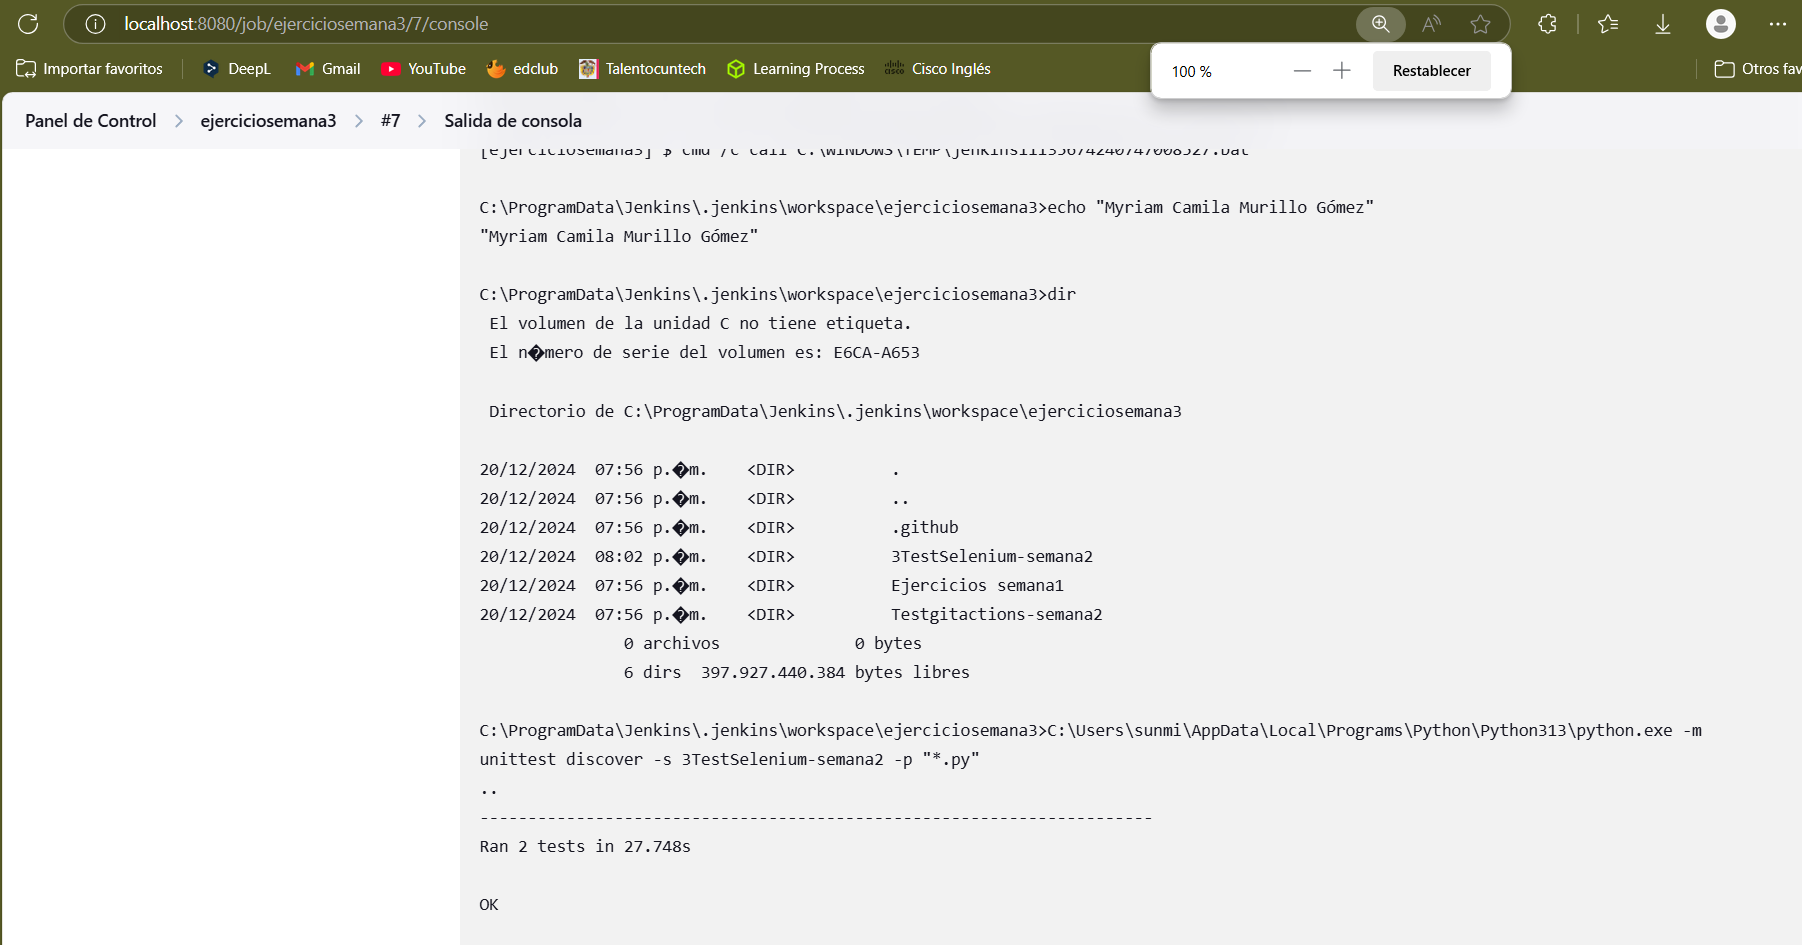 localhost:8080/job/ejerciciosemana3/7/console
Importar favoritos
DeepL
Gmail
YouTube
edclub
Talentocuntech
Learning Process
Cisco Inglés
100 %
Restablecer
Otros fav
Panel de Control
ejerciciosemana3
#7
Salida de consola
[ejerciciosemana3] $ cmd /c call C:\WINDOWS\TEMP\jenkins11135674240747008527.bat
C:\ProgramData\Jenkins\.jenkins\workspace\ejerciciosemana3>echo "Myriam Camila Murillo Gómez"
"Myriam Camila Murillo Gómez"
C:\ProgramData\Jenkins\.jenkins\workspace\ejerciciosemana3>dir
El volumen de la unidad C no tiene etiqueta.
El n�mero de serie del volumen es: E6CA-A653
Directorio de C:\ProgramData\Jenkins\.jenkins\workspace\ejerciciosemana3
20/12/2024  07:56 p.�m.    <DIR>          .
20/12/2024  07:56 p.�m.    <DIR>          ..
20/12/2024  07:56 p.�m.    <DIR>          .github
20/12/2024  08:02 p.�m.    <DIR>          3TestSelenium-semana2
20/12/2024  07:56 p.�m.    <DIR>          Ejercicios semana1
20/12/2024  07:56 p.�m.    <DIR>          Testgitactions-semana2
0 archivos              0 bytes
6 dirs  397.927.440.384 bytes libres
C:\ProgramData\Jenkins\.jenkins\workspace\ejerciciosemana3>C:\Users\sunmi\AppData\Local\Programs\Python\Python313\python.exe -m
unittest discover -s 3TestSelenium-semana2 -p "*.py"
..
----------------------------------------------------------------------
Ran 2 tests in 27.748s
OK